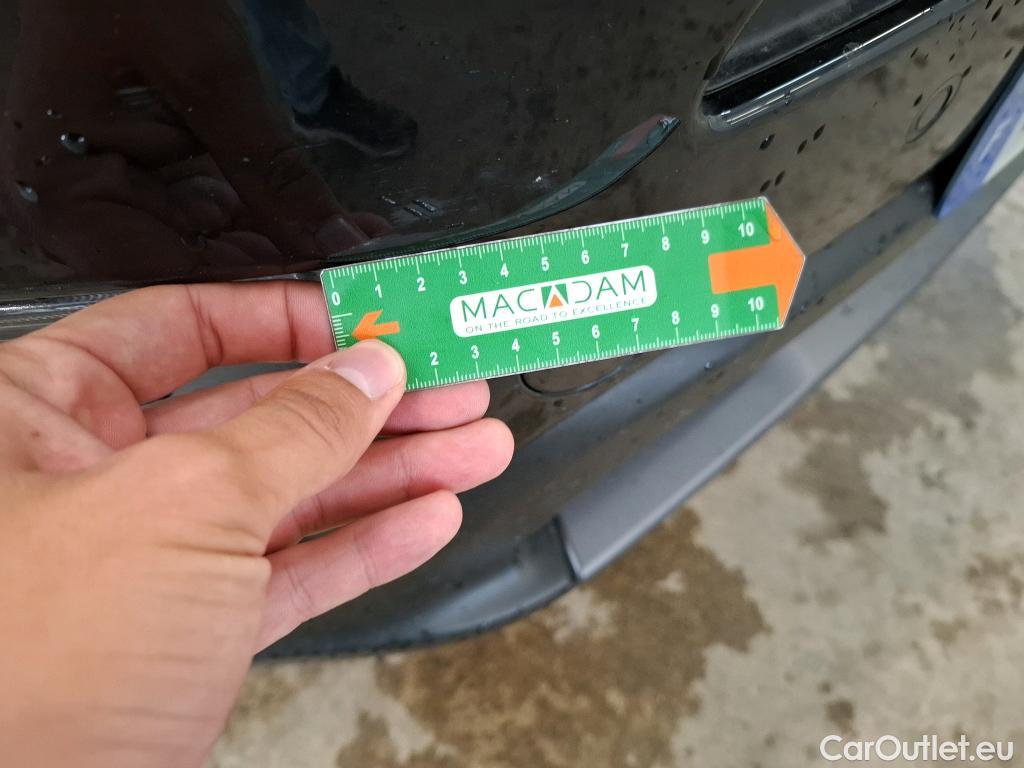 0 1 2 3 4 5 6 7 8 9 10
MACADAM
ON THE ROAD TO EXCELLENCE
2 3 4 5 6 7 8 9 10
CarOutlet.eu